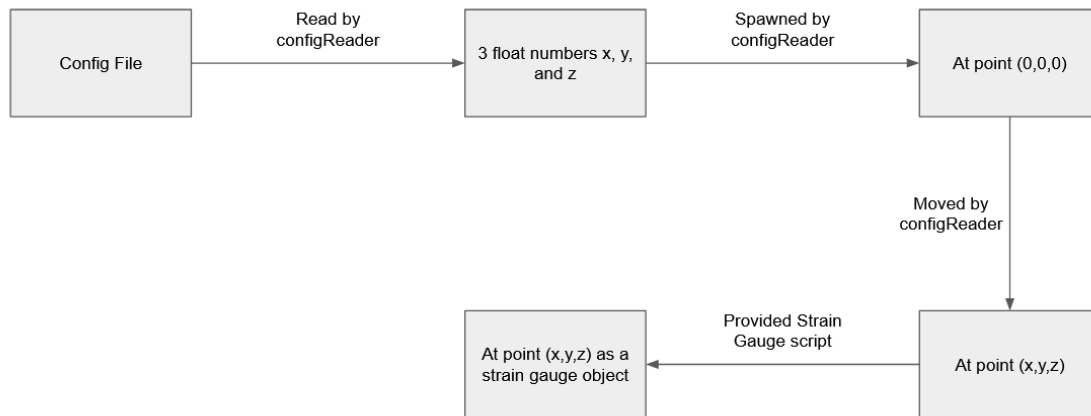 Config File
Read by
configReader
3 float numbers x, y,
and z
Spawned by
configReader
At point (0,0,0)
Moved by
configReader
At point (x,y,z)
Provided Strain
Gauge script
At point (x,y,z) as a
strain gauge object